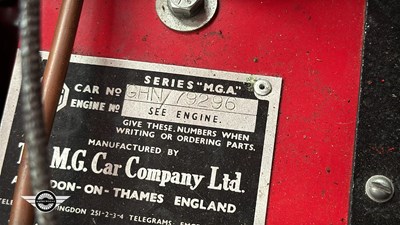 SERIES "M.G.A."
CAR NO GHN/79296
ENGINE NO SEE ENGINE.
GIVE THESE NUMBERS WHEN
WRITING OR ORDERING PARTS.
MANUFACTURED BY
M.G. Car Company Ltd.
DON-ON-THAMES ENGLAND
INGDON 251-2-3-4 TELEGRAMS